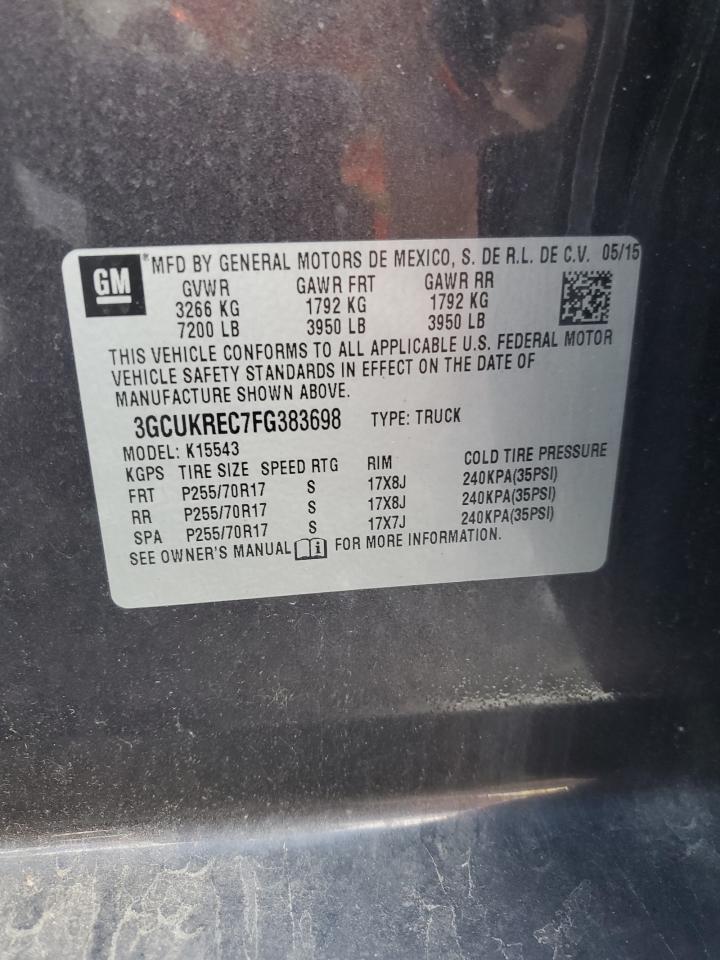 GM ®MFD BY GENERAL MOTORS DE MEXICO, S. DE R.L. DE C.V. 05/15
GVWR GAWR FRT GAWR RR
3266 KG 1792 KG 1792 KG
7200 LB 3950 LB 3950 LB
THIS VEHICLE CONFORMS TO ALL APPLICABLE U.S. FEDERAL MOTOR
VEHICLE SAFETY STANDARDS IN EFFECT ON THE DATE OF
MANUFACTURE SHOWN ABOVE.
3GCUKREC7FG383698 TYPE: TRUCK
MODEL: K15543
KGPS TIRE SIZE SPEED RTG RIM COLD TIRE PRESSURE
FRT P255/70R17 S 17X8J 240KPA(35PSI)
RR P255/70R17 S 17X8J 240KPA(35PSI)
SPA P255/70R17 S 17X7J 240KPA(35PSI)
SEE OWNER'S MANUAL FOR MORE INFORMATION.